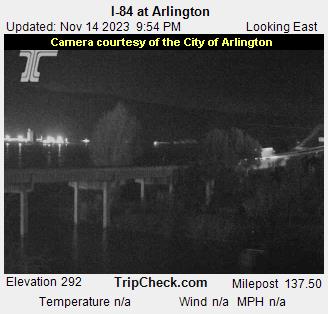 I-84 at Arlington
Updated: Nov 14 2023 9:54 PM Looking East
Camera courtesy of the City of Arlington
Elevation 292 TripCheck.com Milepost 137.50
Temperature n/a Wind n/a MPH n/a